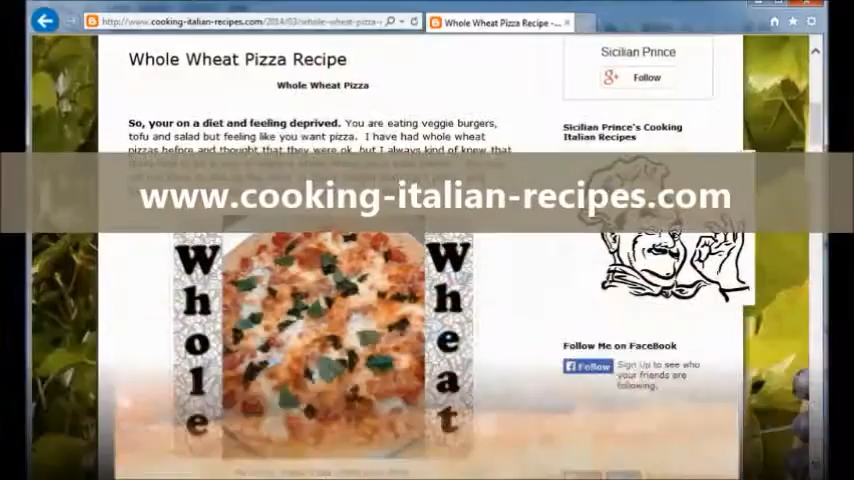 http://www.cooking-italian-recipes.com/2014/03/whole-wheat-pizza-
Whole Wheat Pizza Recipe -...
Whole Wheat Pizza Recipe
Whole Wheat Pizza
So, your on a diet and feeling deprived. You are eating veggie burgers,
tofu and salad but feeling like you want pizza. I have had whole wheat
pizzas before and thought that they were ok, but I always kind of knew that
www.cooking-italian-recipes.com
Whole
Wheat
Sicilian Prince
g+ Follow
Sicilian Prince's Cooking
Italian Recipes
Follow Me on FaceBook
f Follow
Sign Up to see who
your friends are
following.